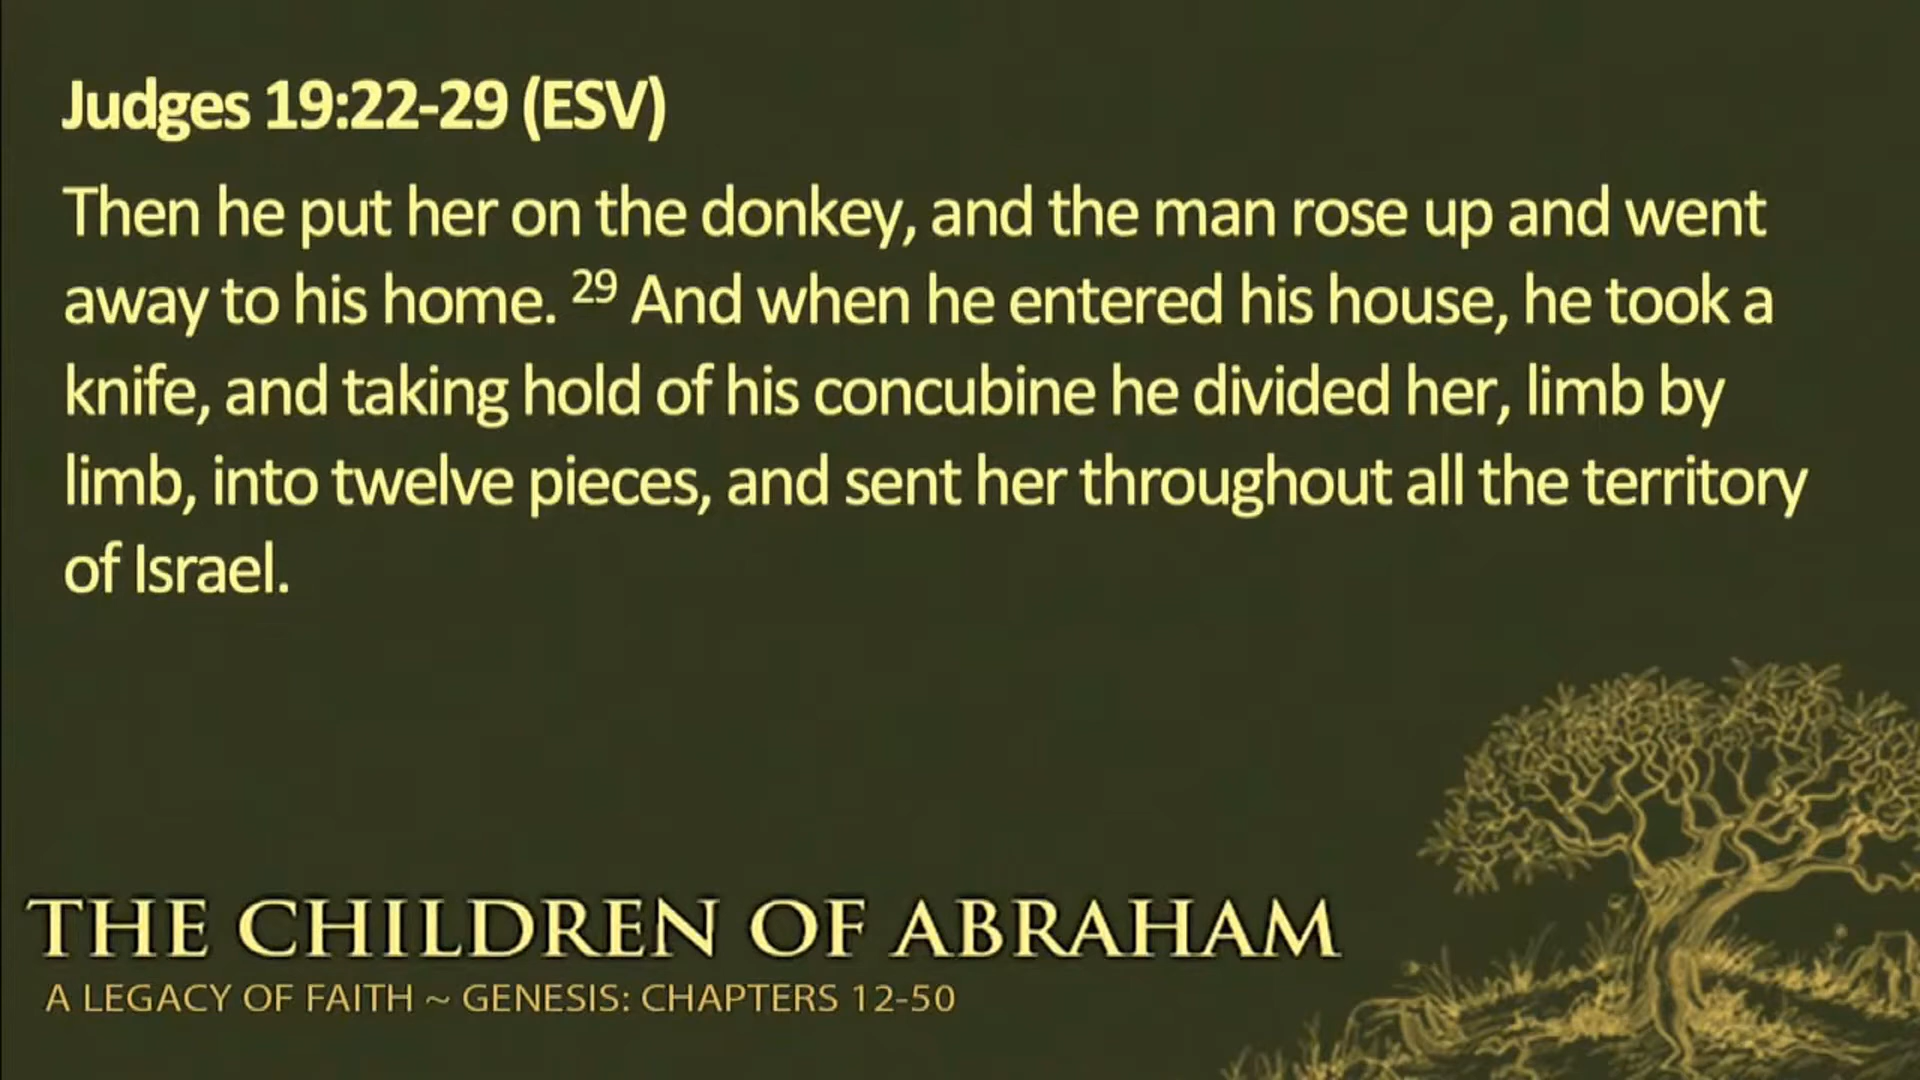 Judges 19:22-29 (ESV)
Then he put her on the donkey, and the man rose up and went
away to his home. 29 And when he entered his house, he took a
knife, and taking hold of his concubine he divided her, limb by
limb, into twelve pieces, and sent her throughout all the territory
of Israel.
THE CHILDREN OF ABRAHAM
A LEGACY OF FAITH ~ GENESIS: CHAPTERS 12-50